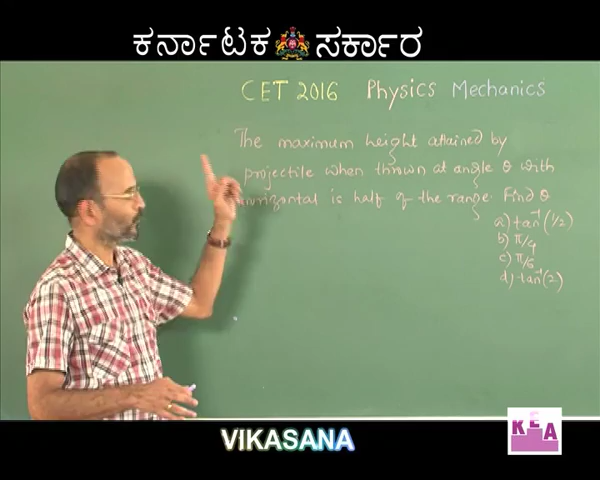 ಕರ್ನಾಟಕ ಸರ್ಕಾರ
CET 2016 Physics Mechanics
The maximum height attained by
projectile when thrown at angle θ with
horizontal is half of the range. Find θ
a) tan⁻¹(1/2)
b) π/4
c) π/6
d) tan⁻¹(2)
KEA
VIKASANA